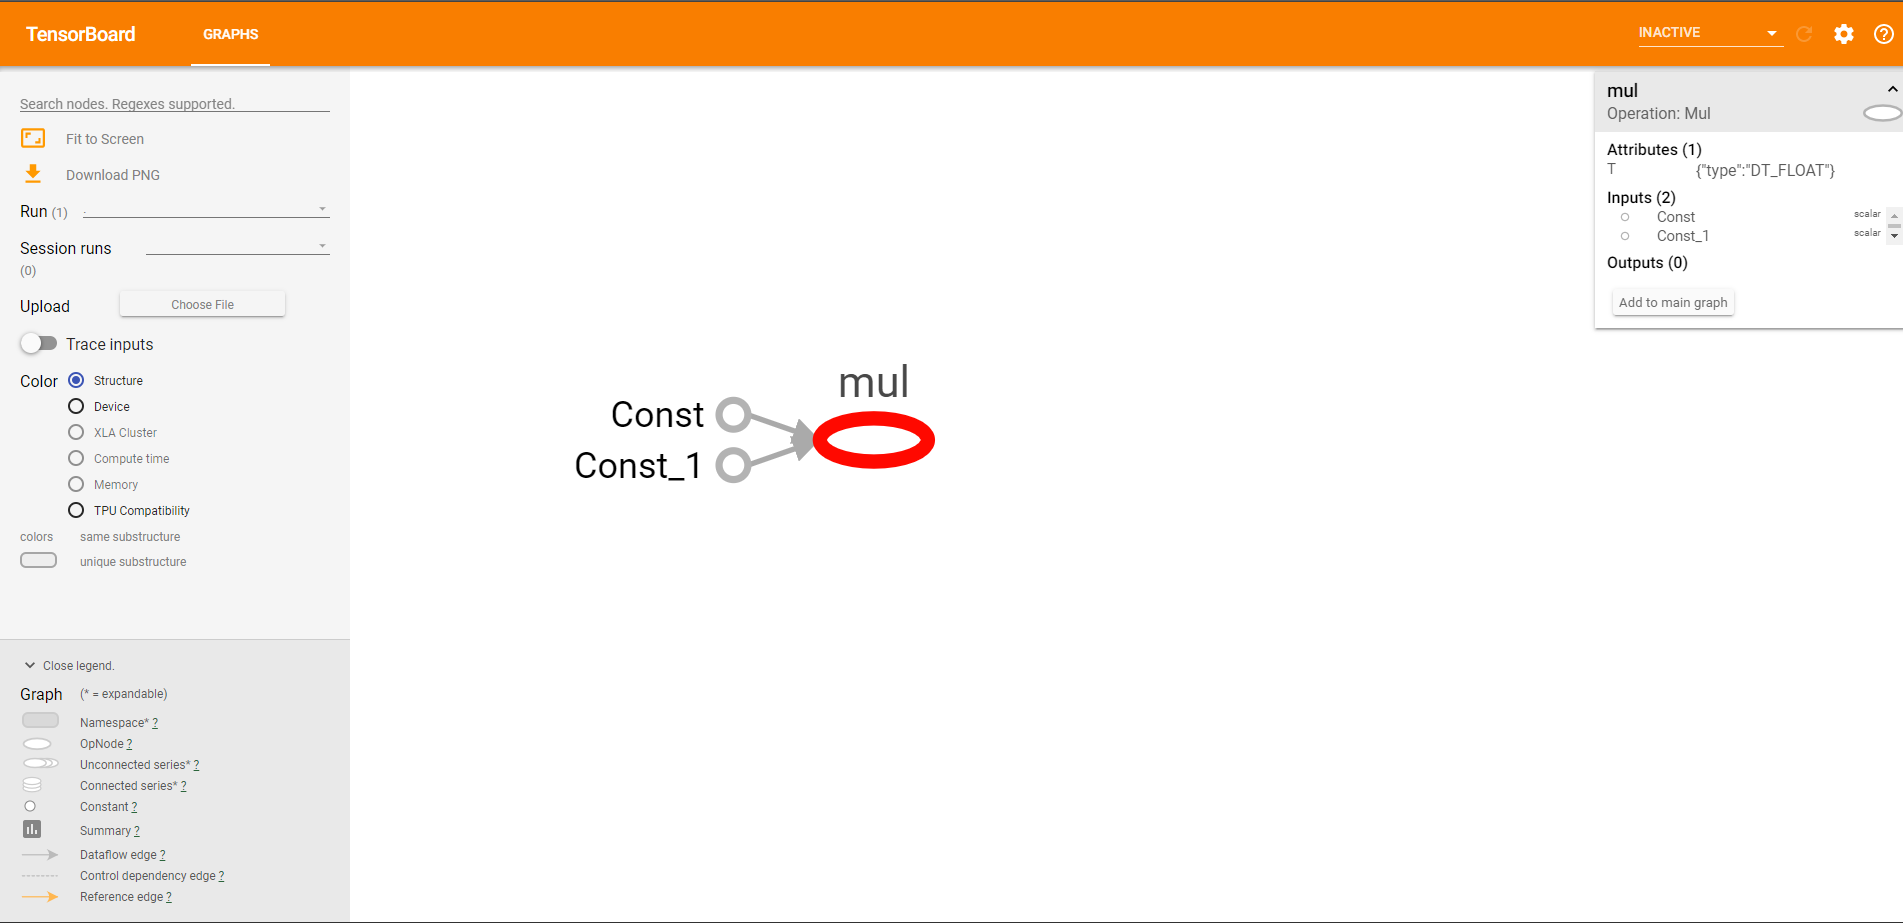 TensorBoard
GRAPHS
INACTIVE
Search nodes. Regexes supported.
Fit to Screen
Download PNG
Run (1) .
Session runs
(0)
Upload
Choose File
Trace inputs
Color
Structure
Device
XLA Cluster
Compute time
Memory
TPU Compatibility
colors same substructure
unique substructure
Close legend.
Graph (* = expandable)
Namespace* ?
OpNode ?
Unconnected series* ?
Connected series* ?
Constant ?
Summary ?
Dataflow edge ?
Control dependency edge ?
Reference edge ?
mul
Const
Const_1
mul
Operation: Mul
Attributes (1)
T {"type":"DT_FLOAT"}
Inputs (2)
Const scalar
Const_1 scalar
Outputs (0)
Add to main graph